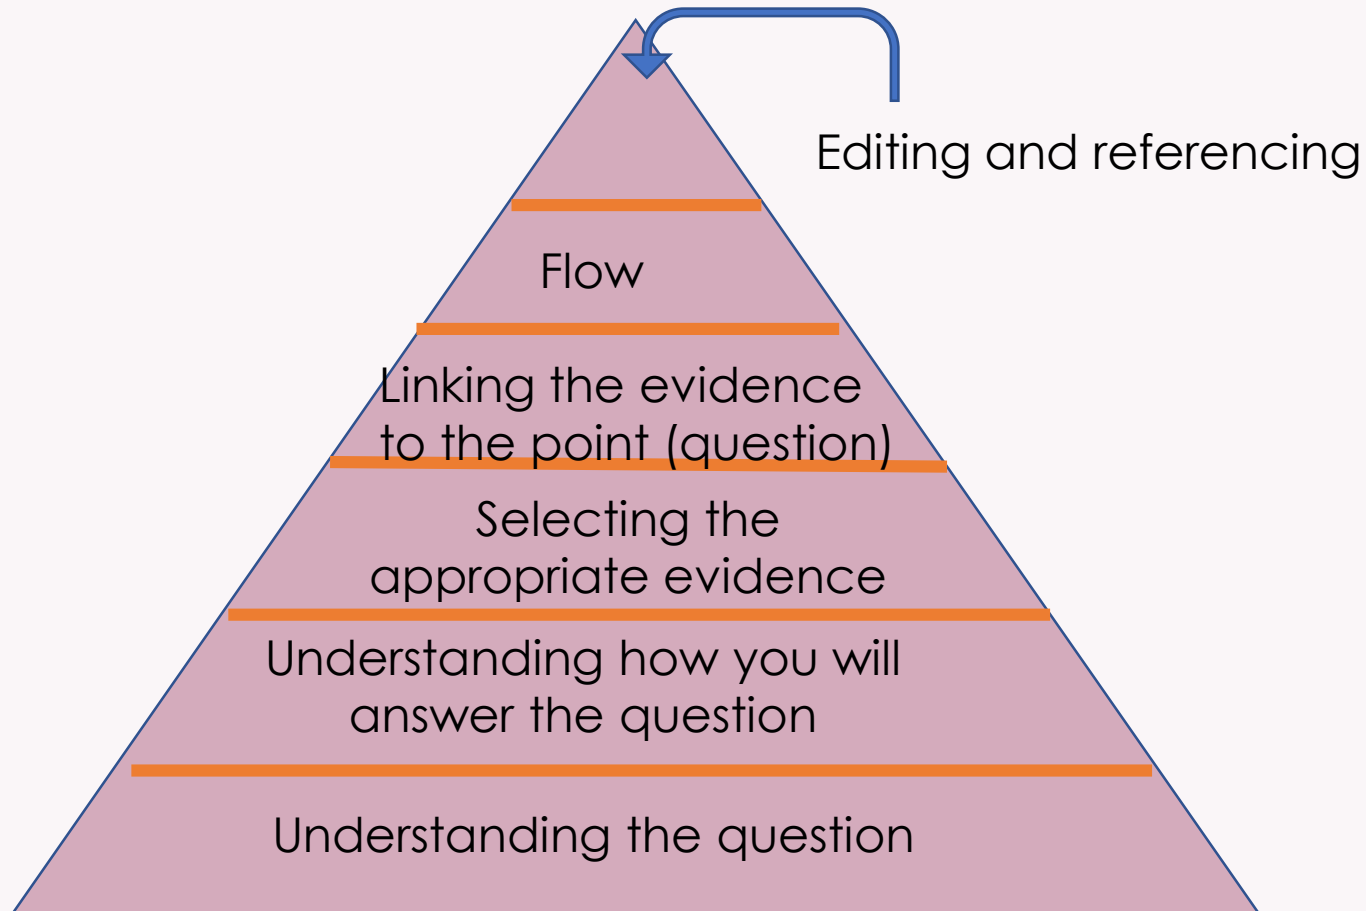 Editing and referencing
Flow
Linking the evidence
to the point (question)
Selecting the
appropriate evidence
Understanding how you will
answer the question
Understanding the question